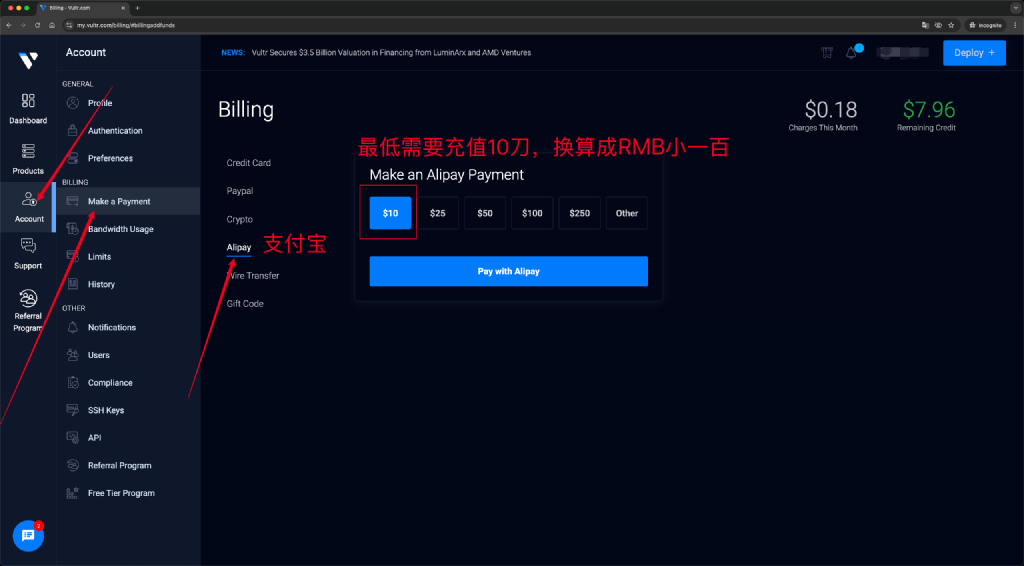 Billing - Vultr.com
my.vultr.com/billing/#billingaddfunds
Incognito
Account
NEWS: Vultr Secures $3.5 Billion Valuation in Financing from LuminArx and AMD Ventures
Deploy +
Dashboard
Products
Account
Support
Referral
Program
2
GENERAL
Profile
Authentication
Preferences
BILLING
Make a Payment
Bandwidth Usage
Limits
History
OTHER
Notifications
Users
Compliance
SSH Keys
API
Referral Program
Free Tier Program
Billing
$0.18
Charges This Month
$7.96
Remaining Credit
Credit Card
Paypal
Crypto
Alipay
支付宝
Wire Transfer
Gift Code
最低需要充值10刀，换算成RMB小一百
Make an Alipay Payment
$10
$25
$50
$100
$250
Other
Pay with Alipay